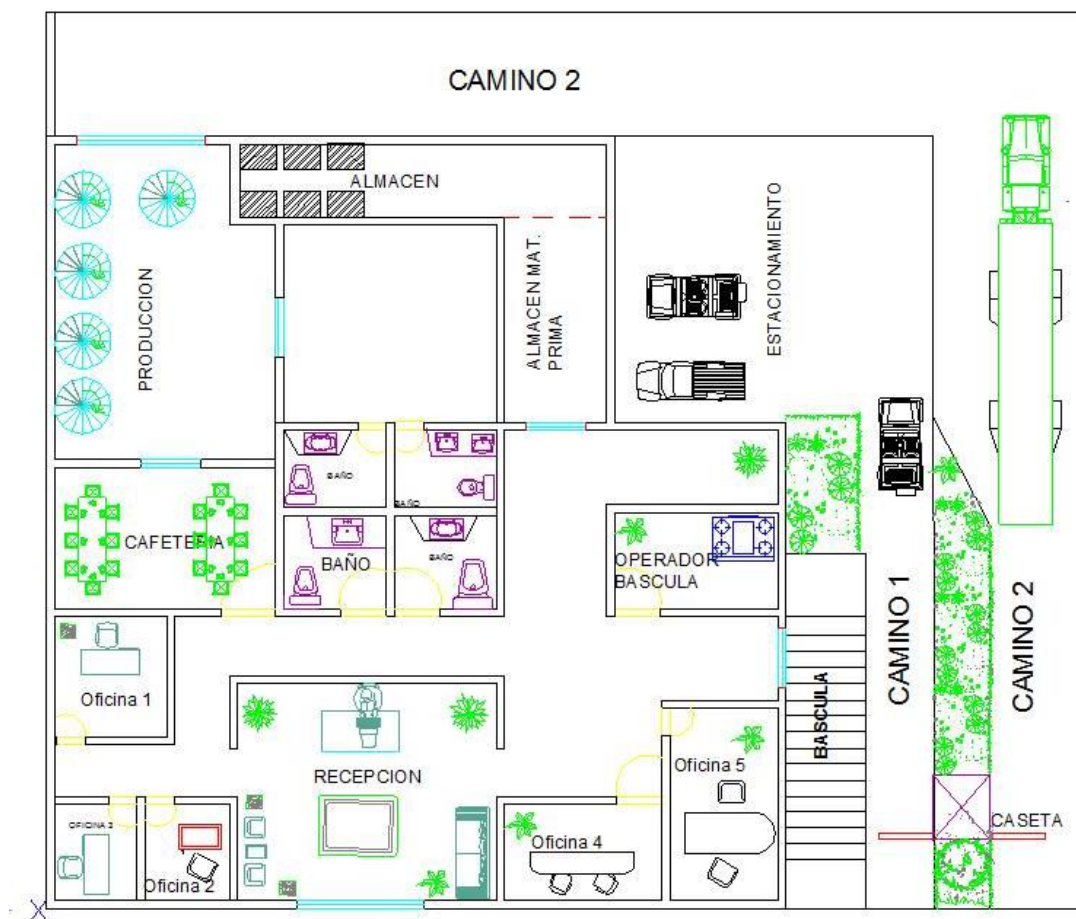 CAMINO 2
ALMACEN
ESTACIONAMIENTO
ALMACEN MAT.
PRIMA
PRODUCCION
BAÑO
BAÑO
CAFETERIA
BAÑO
BAÑO
OPERADOR
BASCULA
CAMINO 1
CAMINO 2
Oficina 1
BASCULA
RECEPCION
Oficina 5
OFICINA 3
Oficina 2
Oficina 4
CASETA
X